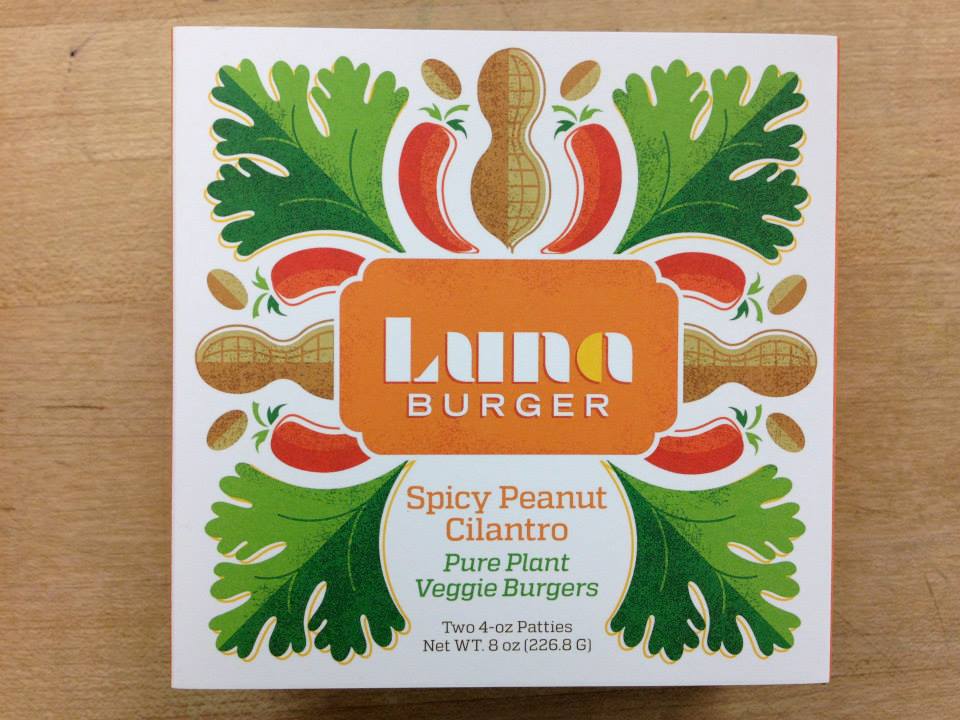 Luna
BURGER
Spicy Peanut
Cilantro
Pure Plant
Veggie Burgers
Two 4-oz Patties
Net WT. 8 oz (226.8 G)